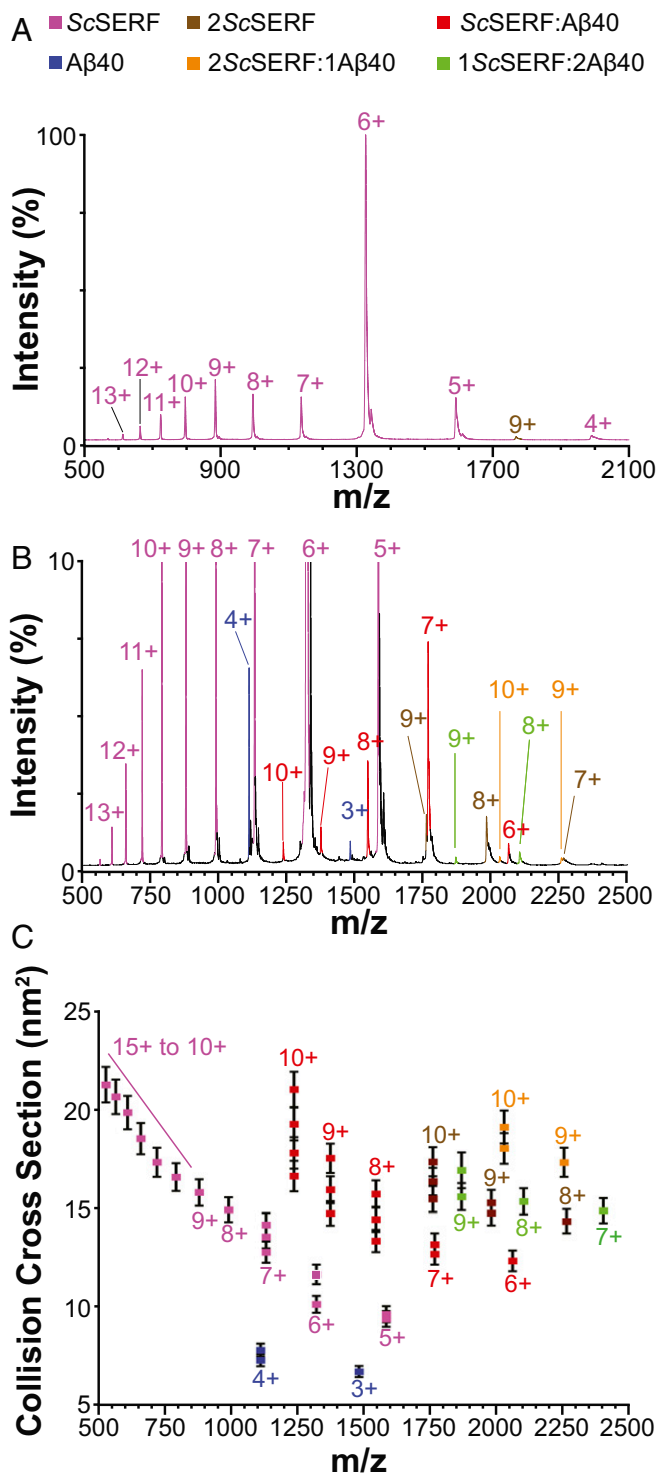 A
ScSERF 2ScSERF ScSERF:Aβ40
Aβ40 2ScSERF:1Aβ40 1ScSERF:2Aβ40
Intensity (%)
100
0
13+ 12+ 11+ 10+ 9+ 8+ 7+ 6+ 5+ 9+ 4+
500 900 1300 1700 2100
m/z
B
Intensity (%)
10
0
13+ 12+ 11+ 10+ 9+ 8+ 4+ 7+ 10+ 6+ 9+ 3+ 8+ 5+ 9+ 7+ 9+ 8+ 10+ 6+ 8+ 9+ 7+
500 750 1000 1250 1500 1750 2000 2250 2500
m/z
C
Collision Cross Section (nm²)
25
20
15
10
5
15+ to 10+
9+ 8+ 7+ 4+ 10+ 6+ 9+ 3+ 8+ 5+ 10+ 7+ 9+ 9+ 10+ 6+ 8+ 9+ 8+ 7+
500 750 1000 1250 1500 1750 2000 2250 2500
m/z